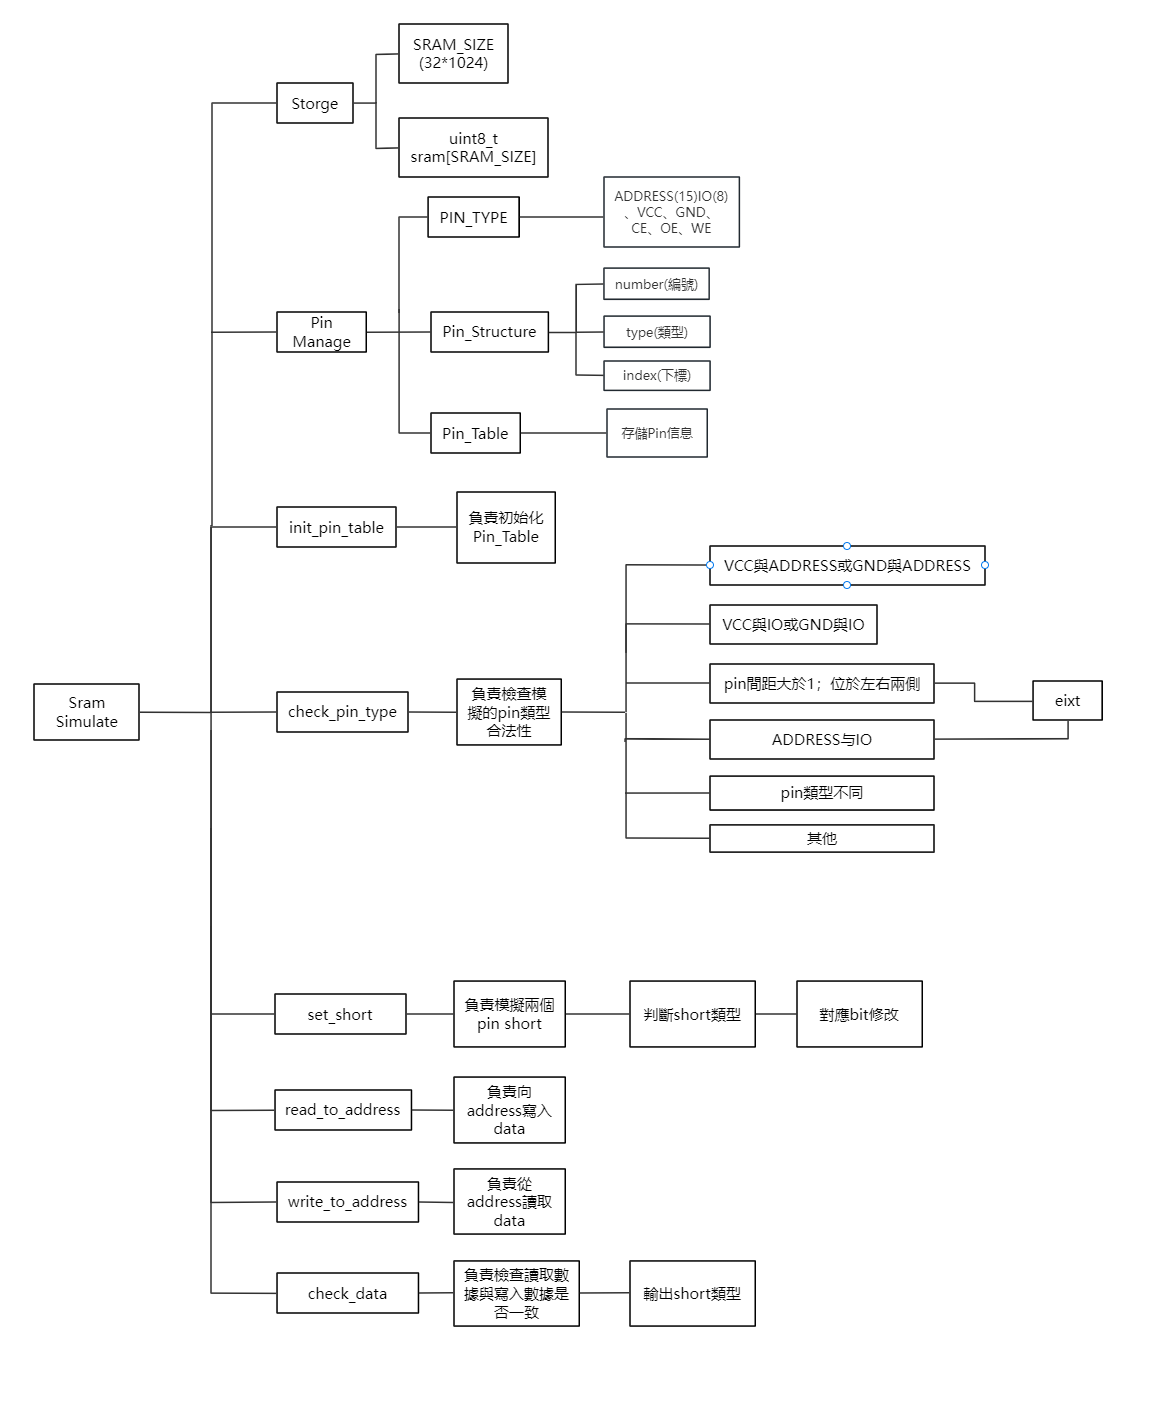 SRAM_SIZE
(32*1024)
Storge
uint8_t
sram[SRAM_SIZE]
PIN_TYPE
ADDRESS(15)IO(8)
、VCC、GND、
CE、OE、WE
Pin
Manage
Pin_Structure
number(編號)
type(類型)
index(下標)
Pin_Table
存儲Pin信息
init_pin_table
負責初始化
Pin_Table
Sram
Simulate
check_pin_type
負責檢查模
擬的pin類型
合法性
VCC與ADDRESS或GND與ADDRESS
VCC與IO或GND與IO
pin間距大於1；位於左右兩側
eixt
ADDRESS与IO
pin類型不同
其他
set_short
負責模擬兩個
pin short
判斷short類型
對應bit修改
read_to_address
負責向
address寫入
data
write_to_address
負責從
address讀取
data
check_data
負責檢查讀取數
據與寫入數據是
否一致
輸出short類型